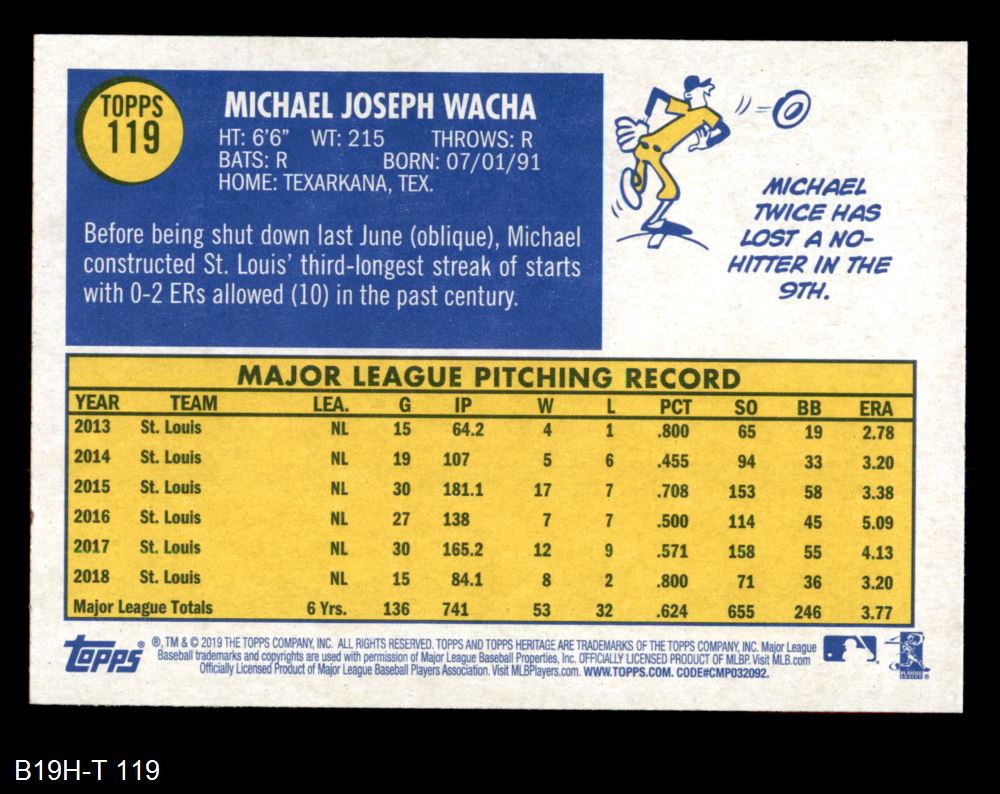 TOPPS
119
MICHAEL JOSEPH WACHA
HT: 6'6" WT: 215 THROWS: R
BATS: R BORN: 07/01/91
HOME: TEXARKANA, TEX.
Before being shut down last June (oblique), Michael
constructed St. Louis' third-longest streak of starts
with 0-2 ERs allowed (10) in the past century.
MICHAEL
TWICE HAS
LOST A NO-
HITTER IN THE
9TH.
MAJOR LEAGUE PITCHING RECORD
YEAR TEAM LEA. G IP W L PCT SO BB ERA
2013 St. Louis NL 15 64.2 4 1 .800 65 19 2.78
2014 St. Louis NL 19 107 5 6 .455 94 33 3.20
2015 St. Louis NL 30 181.1 17 7 .708 153 58 3.38
2016 St. Louis NL 27 138 7 7 .500 114 45 5.09
2017 St. Louis NL 30 165.2 12 9 .571 158 55 4.13
2018 St. Louis NL 15 84.1 8 2 .800 71 36 3.20
Major League Totals 6 Yrs. 136 741 53 32 .624 655 246 3.77
Topps
®, TM & © 2019 THE TOPPS COMPANY, INC. ALL RIGHTS RESERVED. TOPPS AND TOPPS HERITAGE ARE TRADEMARKS OF THE TOPPS COMPANY, INC. Major League
Baseball trademarks and copyrights are used with permission of Major League Baseball Properties, Inc. OFFICIALLY LICENSED PRODUCT OF MLBP. Visit MLB.com
Officially Licensed Product of Major League Baseball Players Association. Visit MLBPlayers.com. WWW.TOPPS.COM. CODE#CMP032092.
B19H-T 119